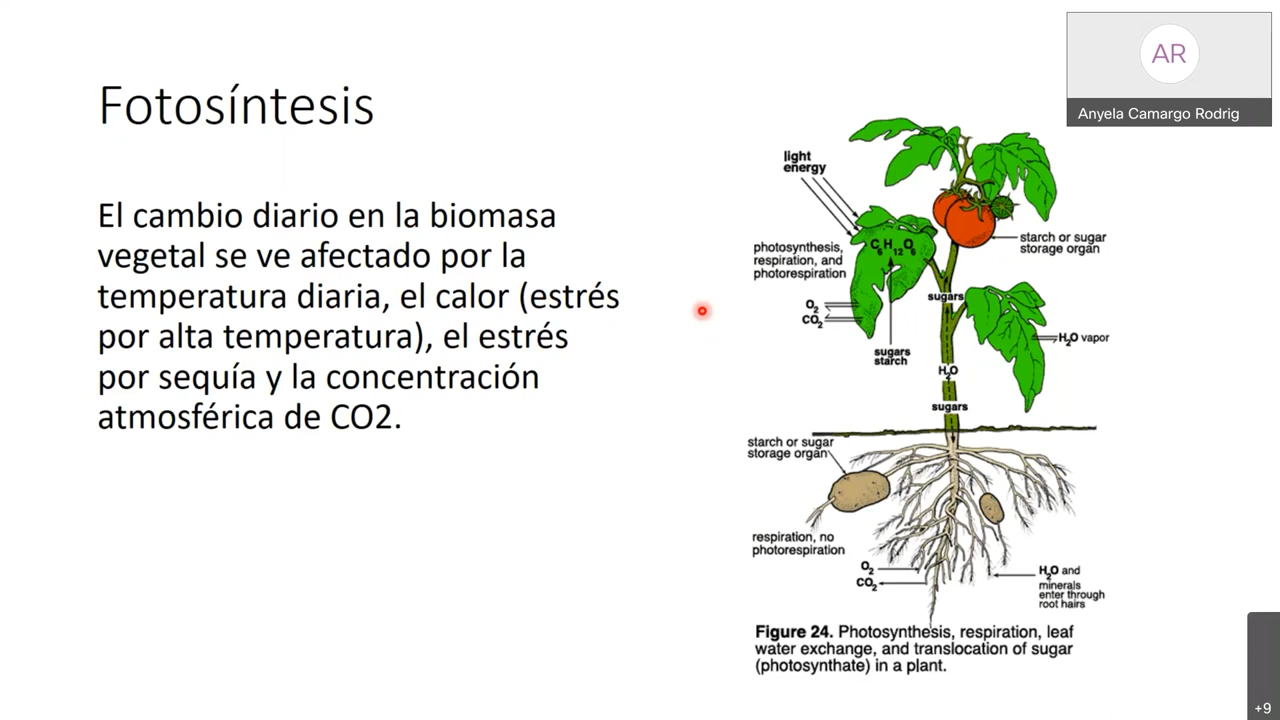 Fotosíntesis
El cambio diario en la biomasa
vegetal se ve afectado por la
temperatura diaria, el calor (estrés
por alta temperatura), el estrés
por sequía y la concentración
atmosférica de CO2.
AR
Anyela Camargo Rodrig
light
energy
photosynthesis,
respiration, and
photorespiration
C6H12O6
starch or sugar
storage organ
O2
CO2
sugars
sugars
starch
H2O vapor
H2O
sugars
starch or sugar
storage organ
respiration, no
photorespiration
O2
CO2
H2O and
minerals
enter through
root hairs
Figure 24. Photosynthesis, respiration, leaf
water exchange, and translocation of sugar
(photosynthate) in a plant.
+9